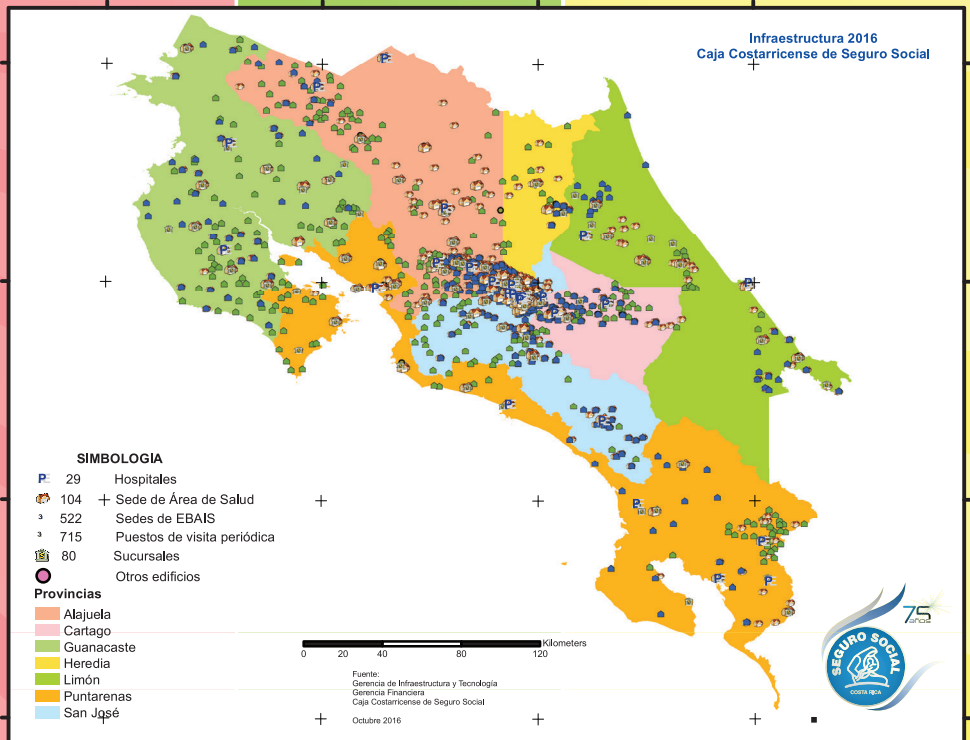 Infraestructura 2016
Caja Costarricense de Seguro Social
SIMBOLOGIA
29 Hospitales
104 Sede de Área de Salud
³ 522 Sedes de EBAIS
³ 715 Puestos de visita periódica
80 Sucursales
Otros edificios
Provincias
Alajuela
Cartago
Guanacaste
Heredia
Limón
Puntarenas
San José
Kilometers
0 20 40 80 120
Fuente:
Gerencia de Infraestructura y Tecnología
Gerencia Financiera
Caja Costarricense de Seguro Social
Octubre 2016
75
años
SEGURO SOCIAL
COSTA RICA